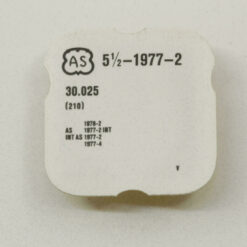 AS 5½-1977-2
30.025
(210)
1978-2
AS 1977-2 INT
INT AS 1977-2
1977-4
V